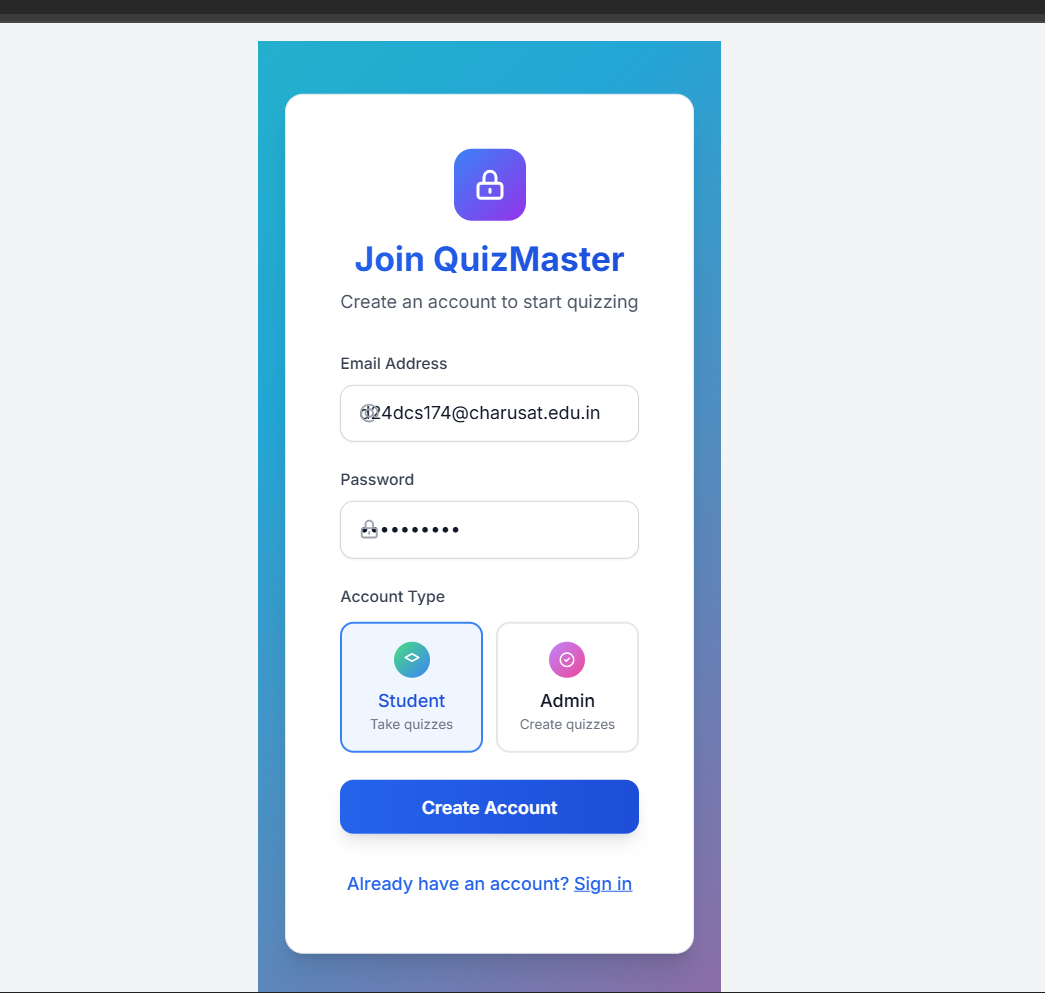 Join QuizMaster
Create an account to start quizzing
Email Address
24dcs174@charusat.edu.in
Password
Account Type
Student
Take quizzes
Admin
Create quizzes
Create Account
Already have an account? Sign in